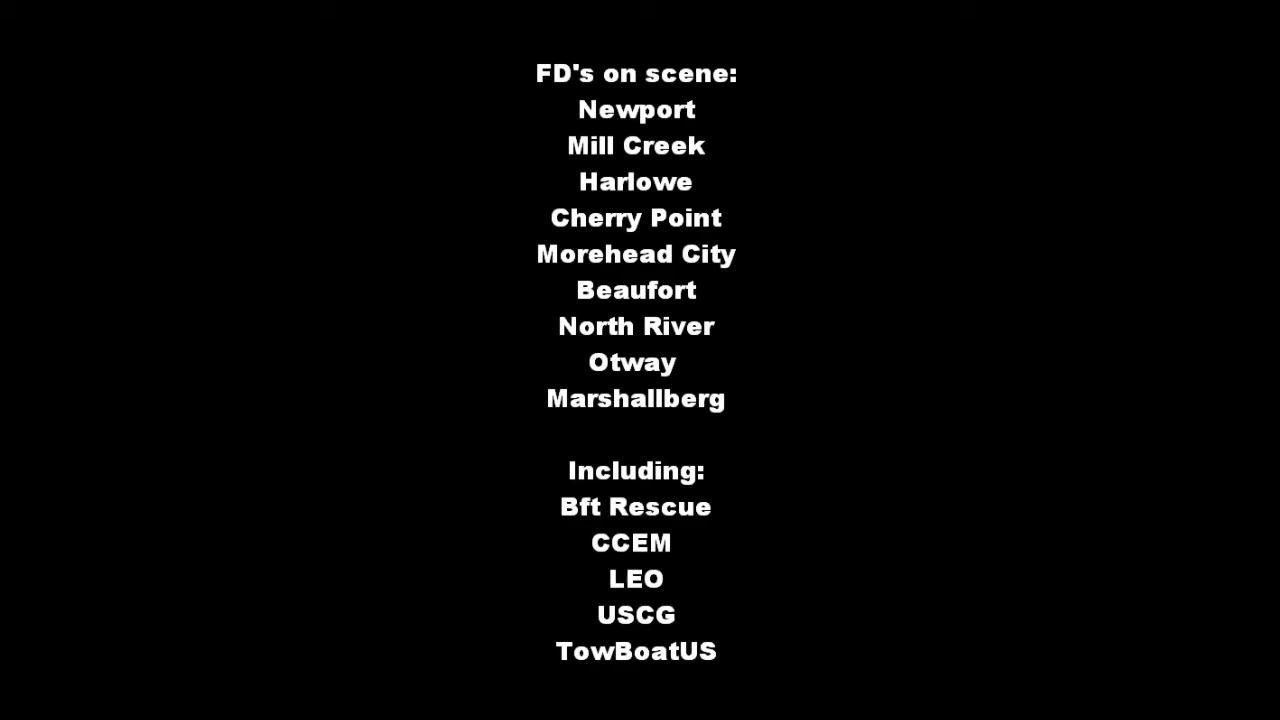 FD's on scene:
Newport
Mill Creek
Harlowe
Cherry Point
Morehead City
Beaufort
North River
Otway
Marshallberg
Including:
Bft Rescue
CCEM
LEO
USCG
TowBoatUS